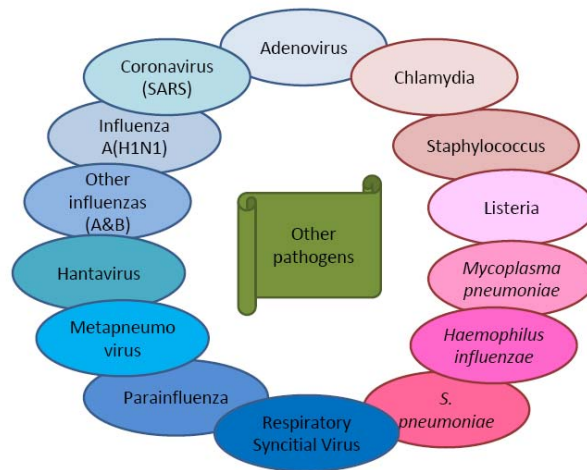 Adenovirus
Chlamydia
Staphylococcus
Listeria
Mycoplasma
pneumoniae
Haemophilus
influenzae
S.
pneumoniae
Respiratory
Syncitial Virus
Parainfluenza
Metapneumo
virus
Hantavirus
Other
influenzas
(A&B)
Influenza
A(H1N1)
Coronavirus
(SARS)
Other
pathogens